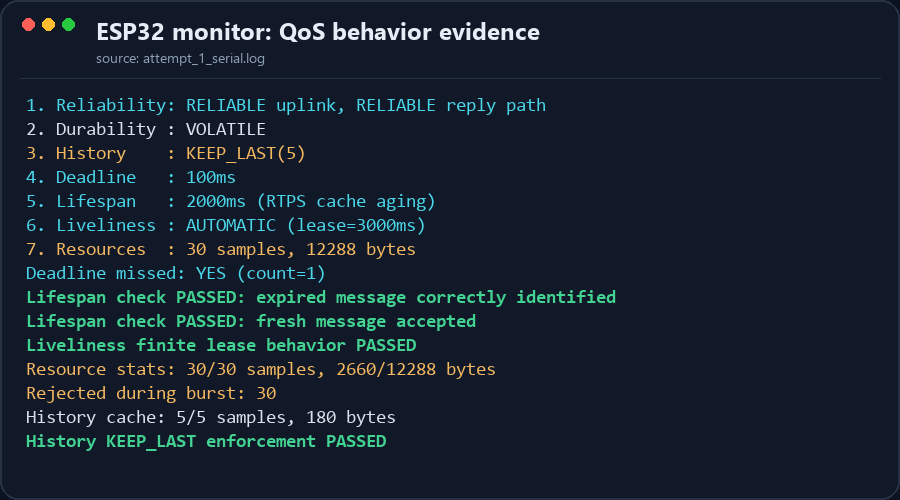 ESP32 monitor: QoS behavior evidence
source: attempt_1_serial.log
1. Reliability: RELIABLE uplink, RELIABLE reply path
2. Durability : VOLATILE
3. History    : KEEP_LAST(5)
4. Deadline   : 100ms
5. Lifespan   : 2000ms (RTPS cache aging)
6. Liveliness : AUTOMATIC (lease=3000ms)
7. Resources  : 30 samples, 12288 bytes
Deadline missed: YES (count=1)
Lifespan check PASSED: expired message correctly identified
Lifespan check PASSED: fresh message accepted
Liveliness finite lease behavior PASSED
Resource stats: 30/30 samples, 2660/12288 bytes
Rejected during burst: 30
History cache: 5/5 samples, 180 bytes
History KEEP_LAST enforcement PASSED